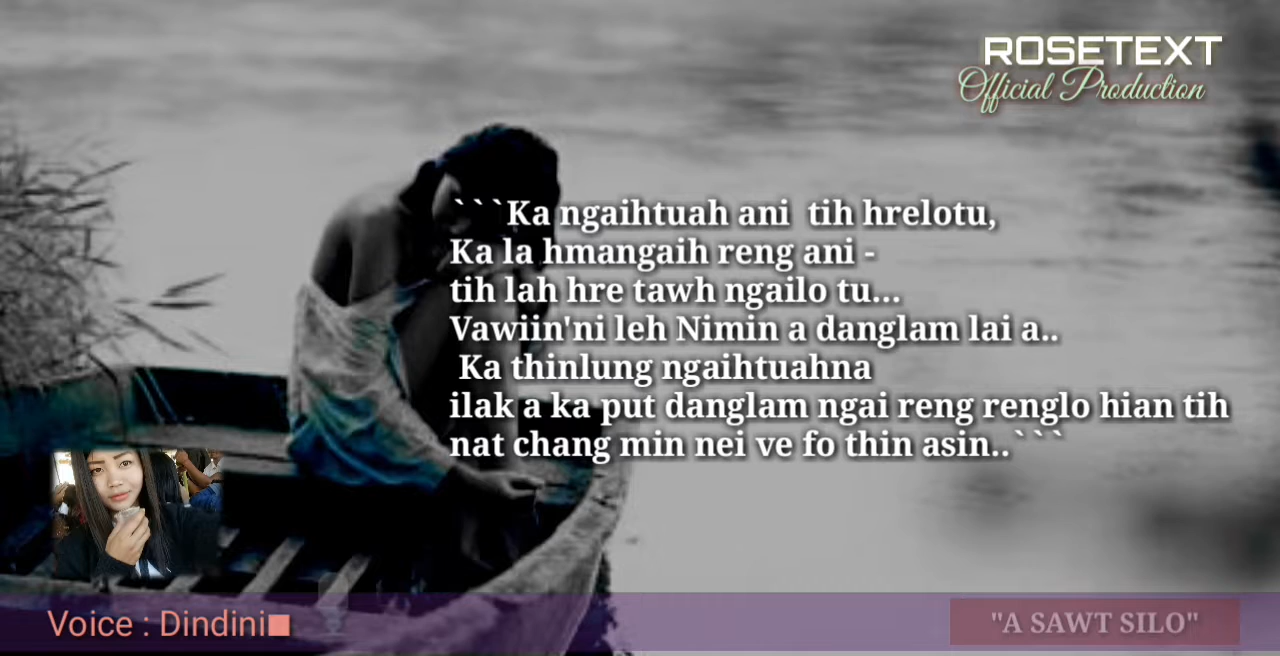 ROSETEXT
Official Production
```Ka ngaihtuah ani tih hrelotu,
Ka la hmangaih reng ani -
tih lah hre tawh ngailo tu...
Vawiin'ni leh Nimin a danglam lai a..
Ka thinlung ngaihtuahna
ilak a ka put danglam ngai reng renglo hian tih
nat chang min nei ve fo thin asin..```
Voice : Dindini
"A SAWT SILO"